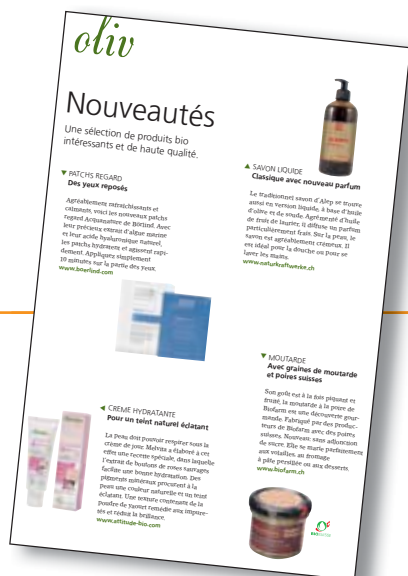 oliv
Nouveautés
Une sélection de produits bio
intéressants et de haute qualité.
PATCHS REGARD
Des yeux reposés
Agréablement rafraîchissants et
calmants, voici les nouveaux patchs
regard Acquanature de Börlind. Avec
leur précieux extrait d'algue marine
et leur acide hyaluronique naturel,
les patchs hydratent et agissent rapi-
dement. Appliquez simplement
10 minutes sur la partie des yeux.
www.boerlind.com
SAVON LIQUIDE
Classique avec nouveau parfum
Le traditionnel savon d'Alep se trouve
aussi en version liquide, à base d'huile
d'olive et de soude. Agrémenté d'huile
de fruit de laurier, il diffuse un parfum
particulièrement frais. Sur la peau, le
savon est agréablement crémeux. Il
est idéal pour la douche ou pour se
laver les mains.
www.naturkraftwerke.ch
CREME HYDRATANTE
Pour un teint naturel éclatant
La peau doit pouvoir respirer sous la
crème de jour. Melvita a élaboré à cet
effet une recette spéciale, dans laquelle
l'extrait de boutons de roses sauvages
facilite une bonne hydratation. Des
pigments minéraux procurent à la
peau une couleur naturelle et un teint
éclatant. Une texture contenant de la
poudre de yaourt remédie aux impure-
tés et réduit la brillance.
www.attitude-bio.com
MOUTARDE
Avec graines de moutarde
et poires suisses
Son goût est à la fois piquant et
fruité, la moutarde à la poire de
Biofarm est une découverte gour-
mande. Fabriqué par des produc-
teurs de Biofarm avec des poires
suisses. Nouveau: sans adjonction
de sucre. Elle se marie parfaitement
aux volailles, au fromage
à pâte persillée ou aux desserts.
www.biofarm.ch
BIOSUISSE